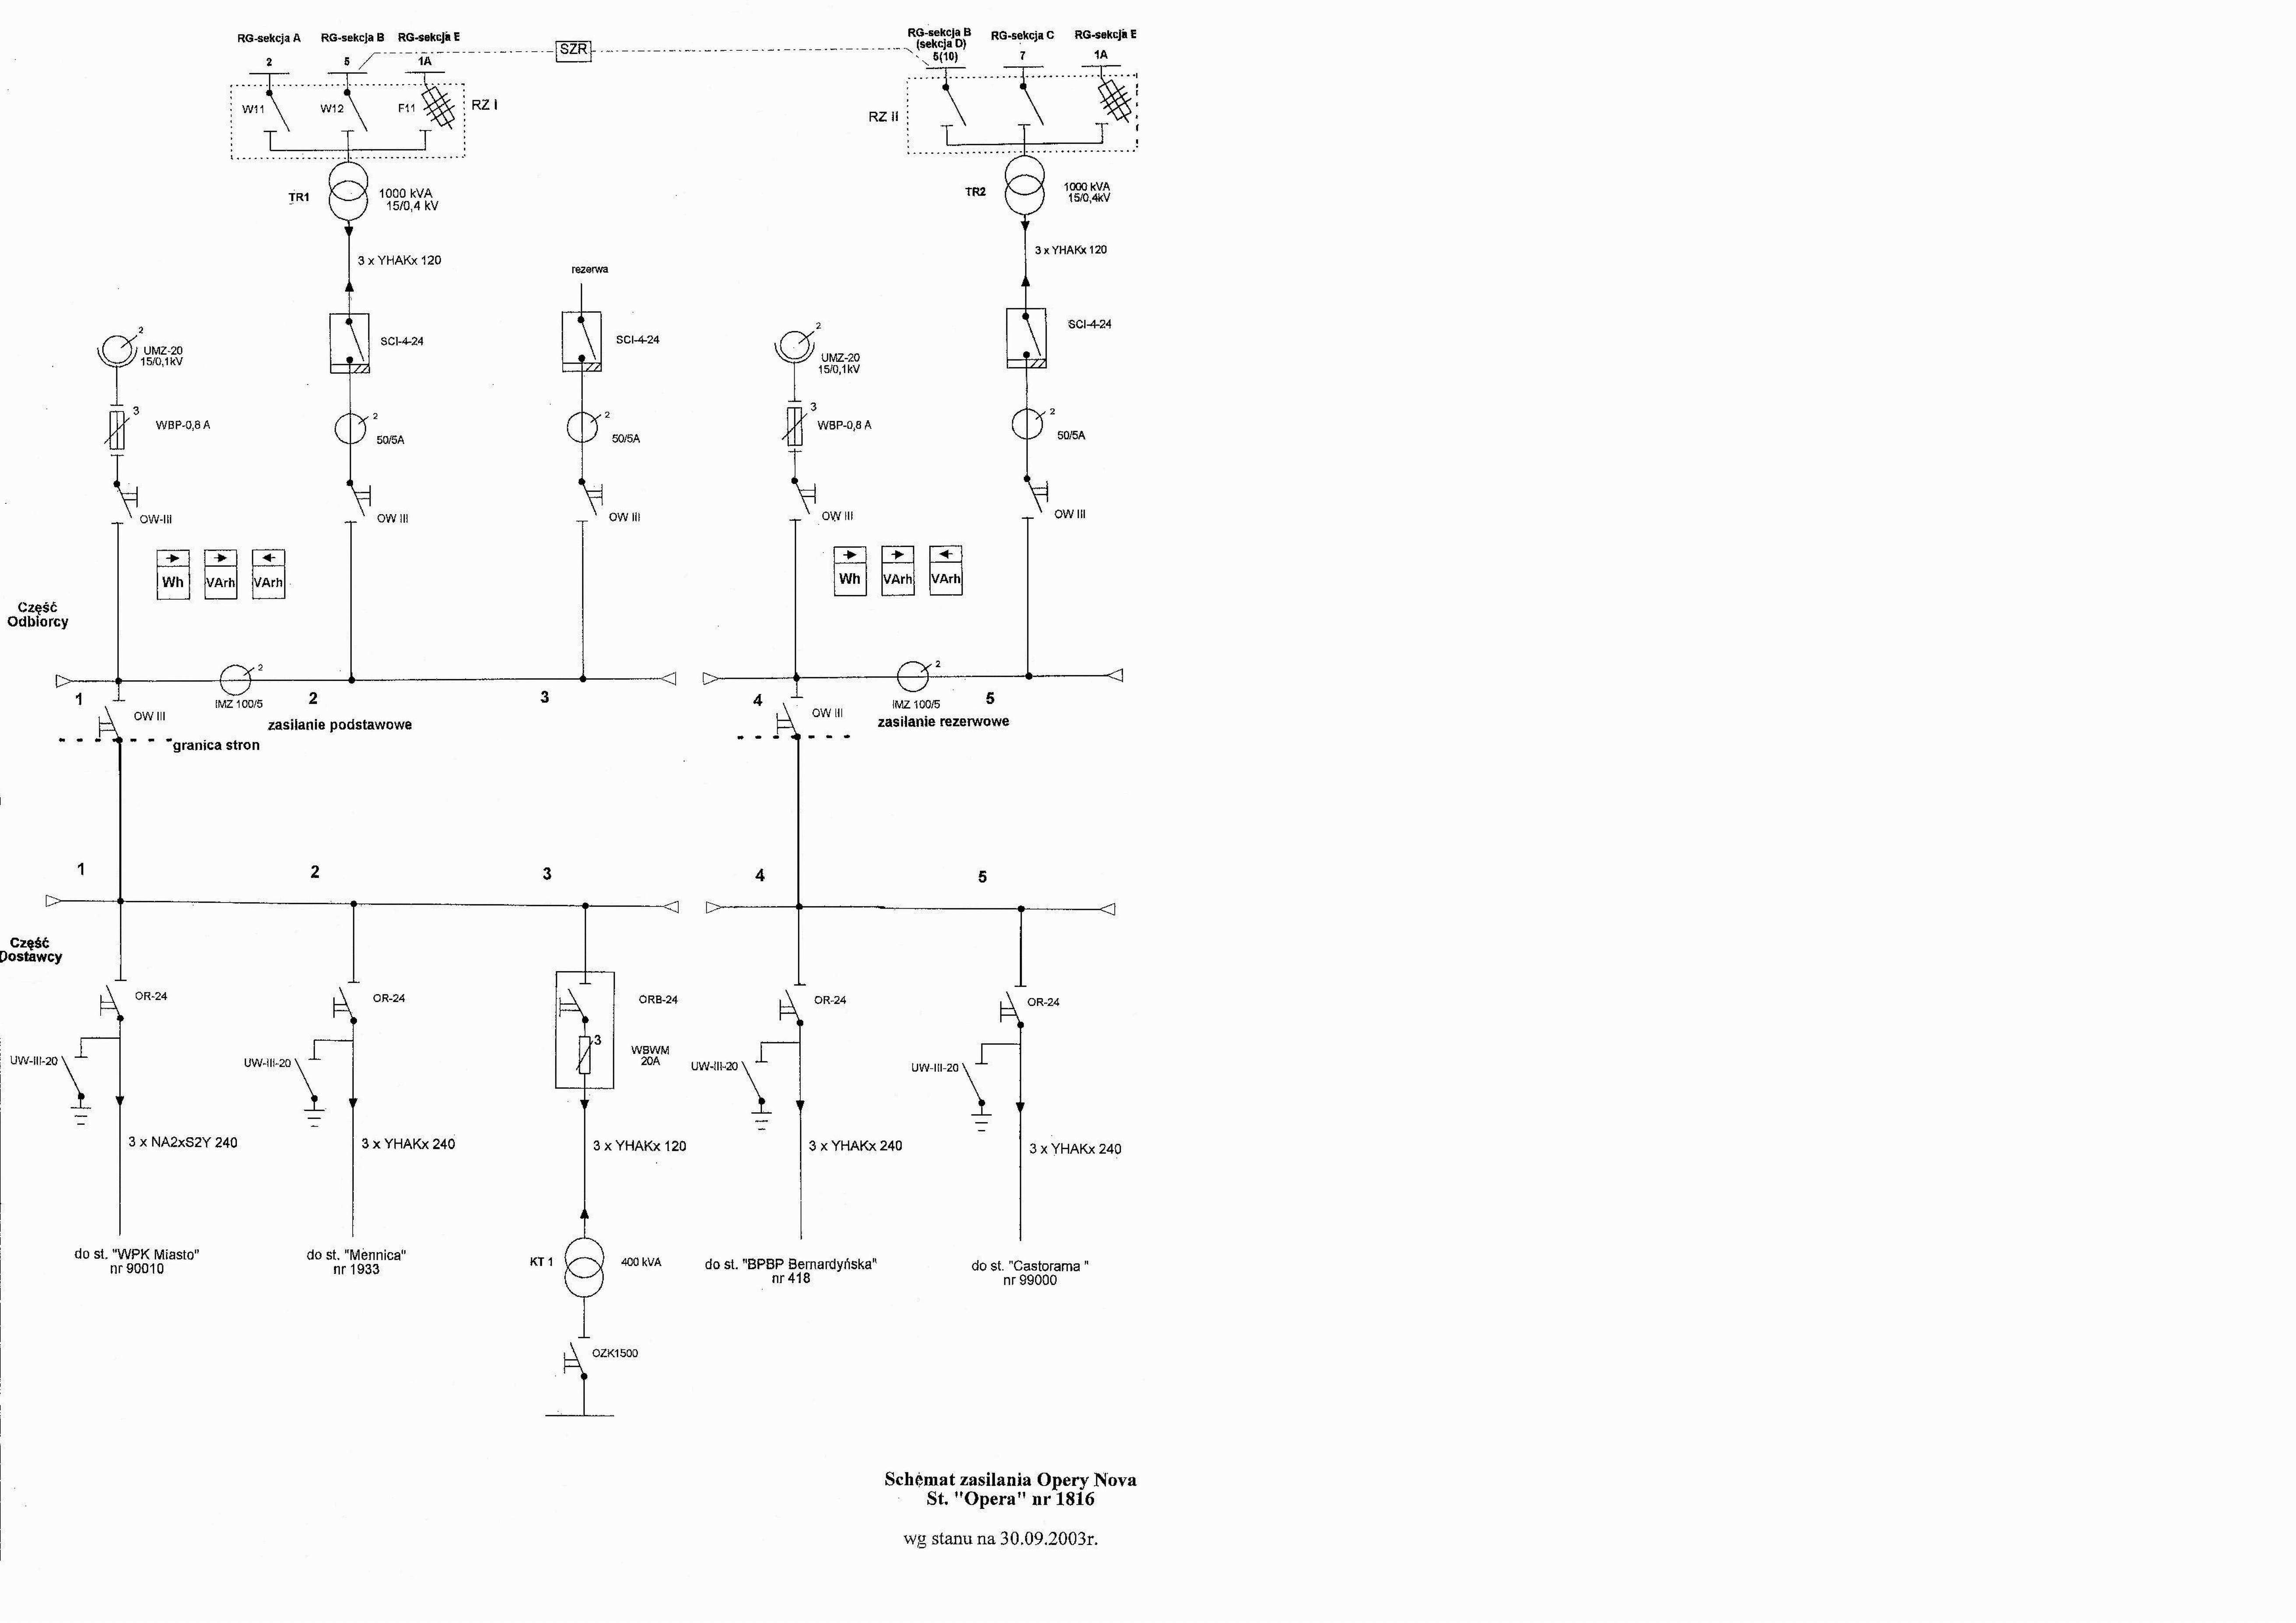 RG-sekcja A
RG-sekcja B
RG-sekcja E
2
5
1A
SZR
RG-sekcja B
(sekcja D)
5(10)
RG-sekcja C
7
RG-sekcja E
1A
W11
W12
F11
RZ I
RZ II
TR1
1000 kVA
15/0,4 kV
TR2
1000 kVA
15/0,4kV
3 x YHAKx 120
3 x YHAKx 120
rezerwa
2
UMZ-20
15/0,1kV
SCI-4-24
SCI-4-24
2
UMZ-20
15/0,1kV
SCI-4-24
3
WBP-0,8 A
2
50/5A
2
50/5A
3
WBP-0,8 A
2
50/5A
OW-III
OW III
OW III
OW III
OW III
Wh
VArh
VArh
Wh
VArh
VArh
Część
Odbiorcy
2
2
1
IMZ 100/5
2
3
4
IMZ 100/5
5
OW III
zasilanie podstawowe
OW III
zasilanie rezerwowe
granica stron
1
2
3
4
5
Część
Dostawcy
OR-24
OR-24
ORB-24
OR-24
OR-24
UW-III-20
UW-III-20
3
WBWM
20A
UW-III-20
UW-III-20
3 x NA2xS2Y 240
3 x YHAKx 240
3 x YHAKx 120
3 x YHAKx 240
3 x YHAKx 240
do st. "WPK Miasto"
nr 90010
do st. "Mennica"
nr 1933
KT 1
400 kVA
do st. "BPBP Bernardyńska"
nr 418
do st. "Castorama "
nr 99000
OZK1500
Schemat zasilania Opery Nova
St. "Opera" nr 1816
wg stanu na 30.09.2003r.